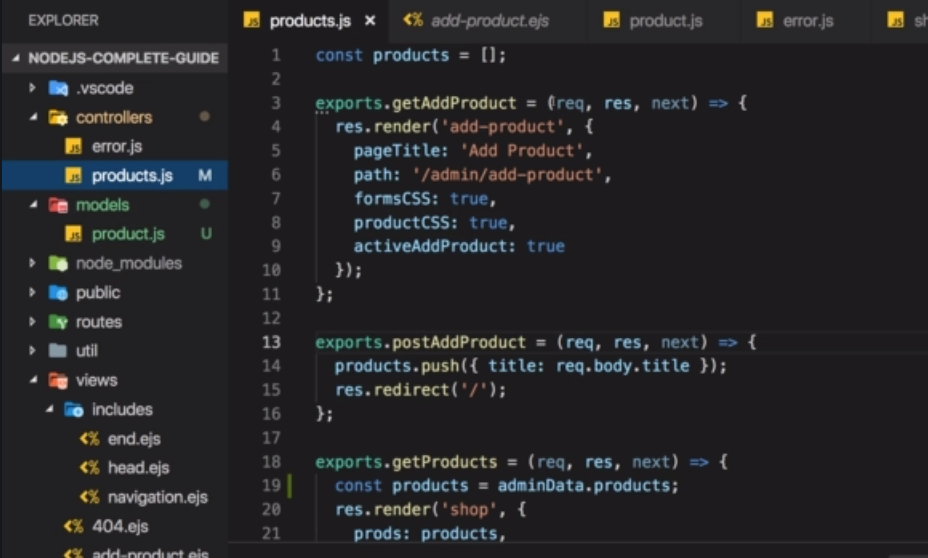 EXPLORER
NODEJS-COMPLETE-GUIDE
.vscode
controllers
error.js
products.js M
models
product.js U
node_modules
public
routes
util
views
includes
end.ejs
head.ejs
navigation.ejs
404.ejs
add-product.ejs
products.js × add-product.ejs product.js error.js
1 const products = [];
2
3 exports.getAddProduct = (req, res, next) => {
4 res.render('add-product', {
5 pageTitle: 'Add Product',
6 path: '/admin/add-product',
7 formsCSS: true,
8 productCSS: true,
9 activeAddProduct: true
10 });
11 };
12
13 exports.postAddProduct = (req, res, next) => {
14 products.push({ title: req.body.title });
15 res.redirect('/');
16 };
17
18 exports.getProducts = (req, res, next) => {
19 const products = adminData.products;
20 res.render('shop', {
21 prods: products,